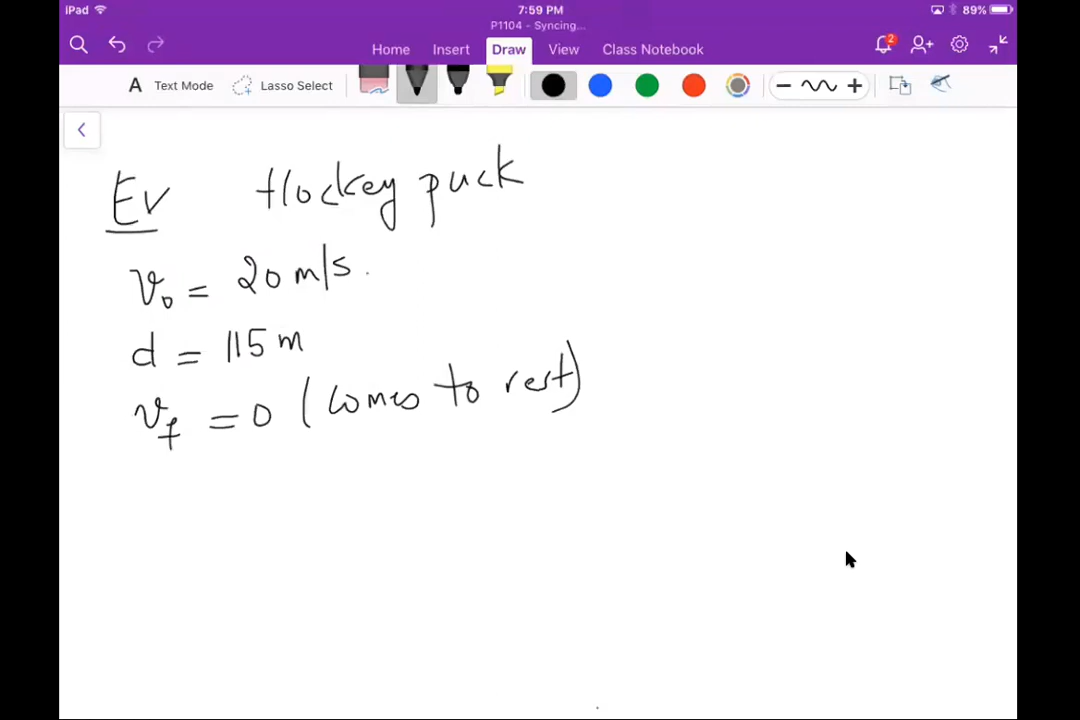 iPad 7:59 PM 89%
P1104 - Syncing...
Home Insert Draw View Class Notebook 2
A Text Mode Lasso Select
Ex Hockey puck
v₀ = 20 m/s.
d = 115 m
v_f = 0 (comes to rest)